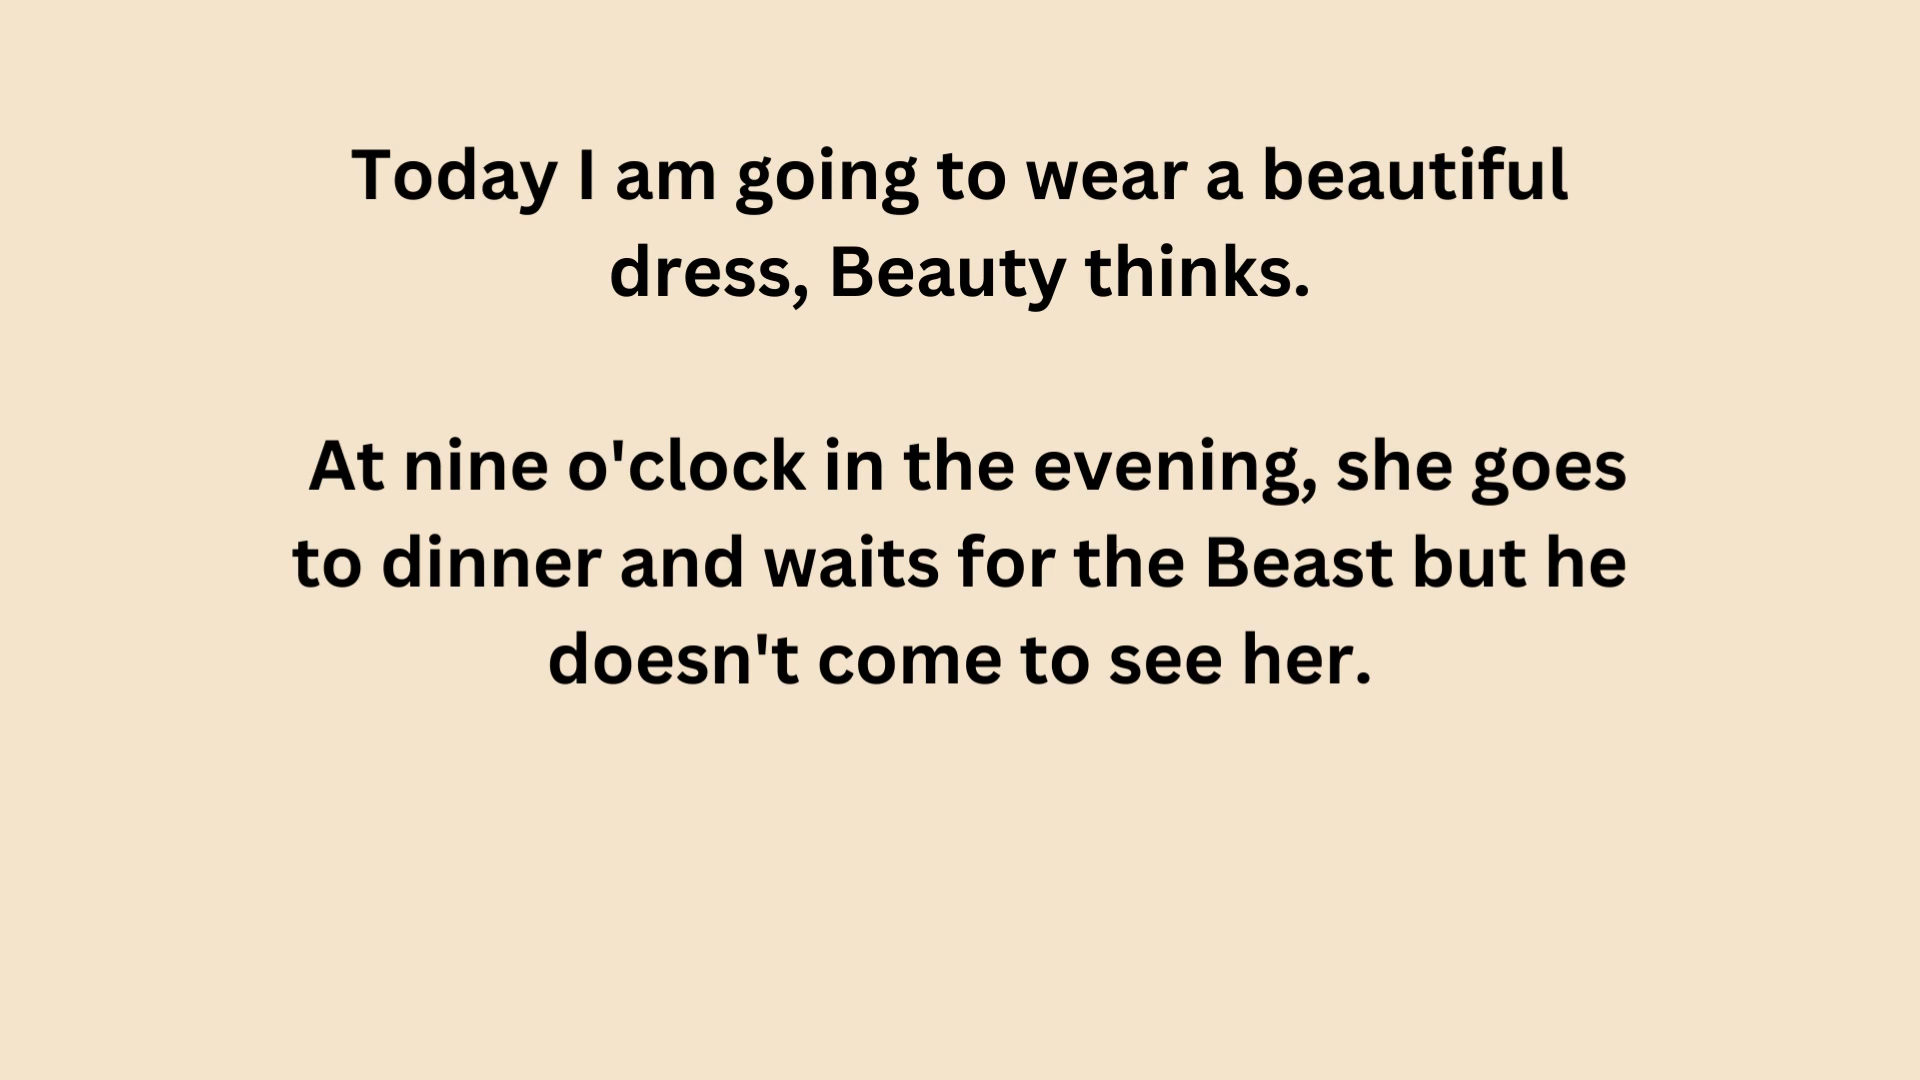 Today I am going to wear a beautiful
dress, Beauty thinks.
At nine o'clock in the evening, she goes
to dinner and waits for the Beast but he
doesn't come to see her.